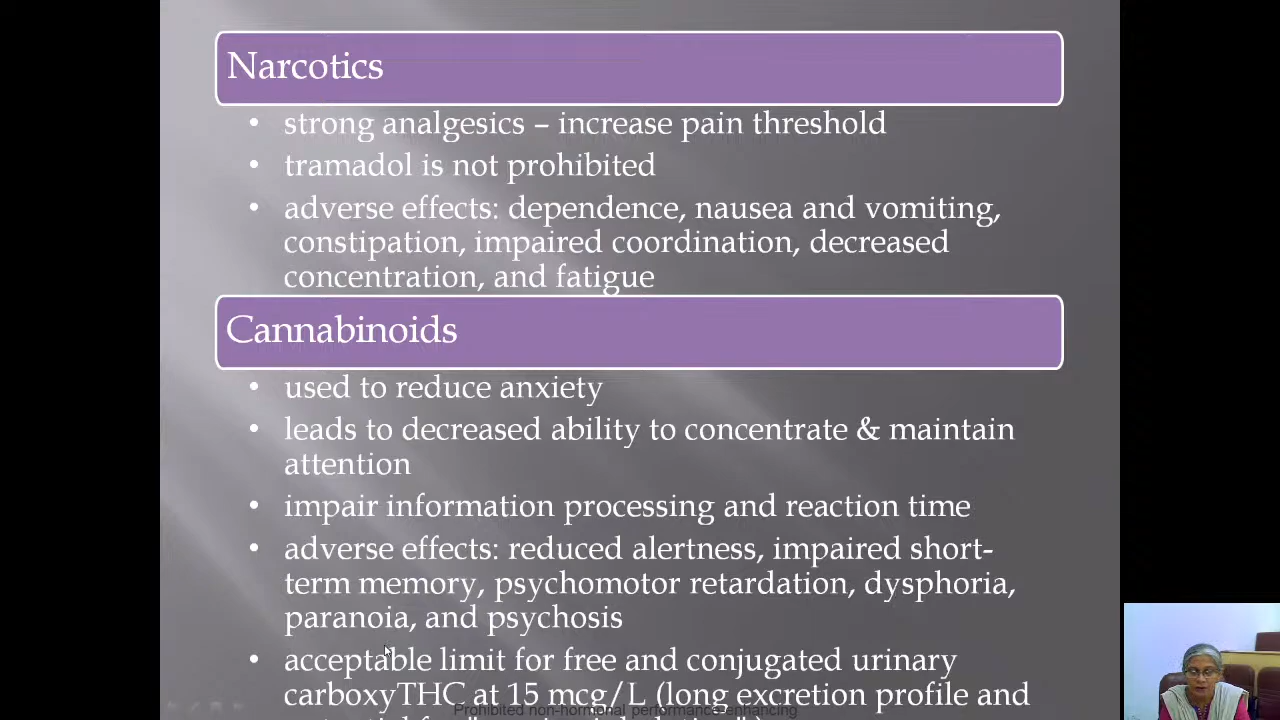 Narcotics
• strong analgesics – increase pain threshold
• tramadol is not prohibited
• adverse effects: dependence, nausea and vomiting,
constipation, impaired coordination, decreased
concentration, and fatigue
Cannabinoids
• used to reduce anxiety
• leads to decreased ability to concentrate & maintain
attention
• impair information processing and reaction time
• adverse effects: reduced alertness, impaired short-
term memory, psychomotor retardation, dysphoria,
paranoia, and psychosis
• acceptable limit for free and conjugated urinary
carboxyTHC at 15 mcg/L (long excretion profile and
Prohibited non-hormonal performance-enhancing